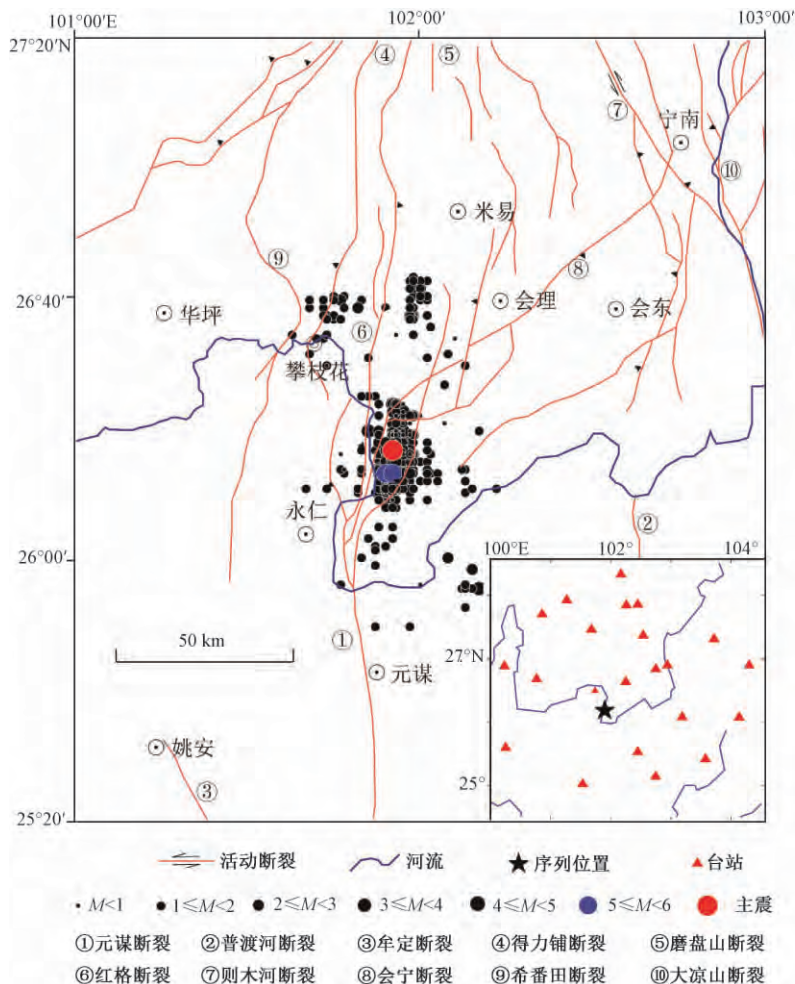 101°00′E 102°00′ 103°00′
27°20′N
④ ⑤
⑦ 宁南
⑩
米易
⑨ ⑧
26°40′
华坪 会理 会东
⑥
攀枝花
永仁
②
26°00′
100°E 102° 104°
50 km
①
27°N
元谋
姚安
25°
③
25°20′
活动断裂 河流 序列位置 台站
M<1 1≤M<2 2≤M<3 3≤M<4 4≤M<5 5≤M<6 主震
①元谋断裂 ②普渡河断裂 ③牟定断裂 ④得力铺断裂 ⑤磨盘山断裂
⑥红格断裂 ⑦则木河断裂 ⑧会宁断裂 ⑨希番田断裂 ⑩大凉山断裂